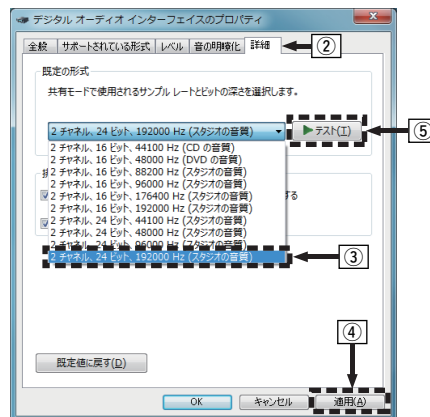 デジタル オーディオ インターフェイスのプロパティ
全般 サポートされている形式 レベル 音の明瞭化 詳細 ②
既定の形式
共有モードで使用されるサンプル レートとビットの深さを選択します。
2 チャネル、24 ビット、192000 Hz (スタジオの音質) ▶テスト(T) ⑤
2 チャネル、16 ビット、44100 Hz (CD の音質)
2 チャネル、16 ビット、48000 Hz (DVD の音質)
2 チャネル、16 ビット、88200 Hz (スタジオの音質)
2 チャネル、16 ビット、96000 Hz (スタジオの音質)
2 チャネル、16 ビット、176400 Hz (スタジオの音質) する
2 チャネル、16 ビット、192000 Hz (スタジオの音質)
2 チャネル、24 ビット、44100 Hz (スタジオの音質)
2 チャネル、24 ビット、48000 Hz (スタジオの音質)
2 チャネル、24 ビット、96000 Hz (スタジオの音質)
2 チャネル、24 ビット、192000 Hz (スタジオの音質) ③
④
既定値に戻す(D)
OK キャンセル 適用(A)